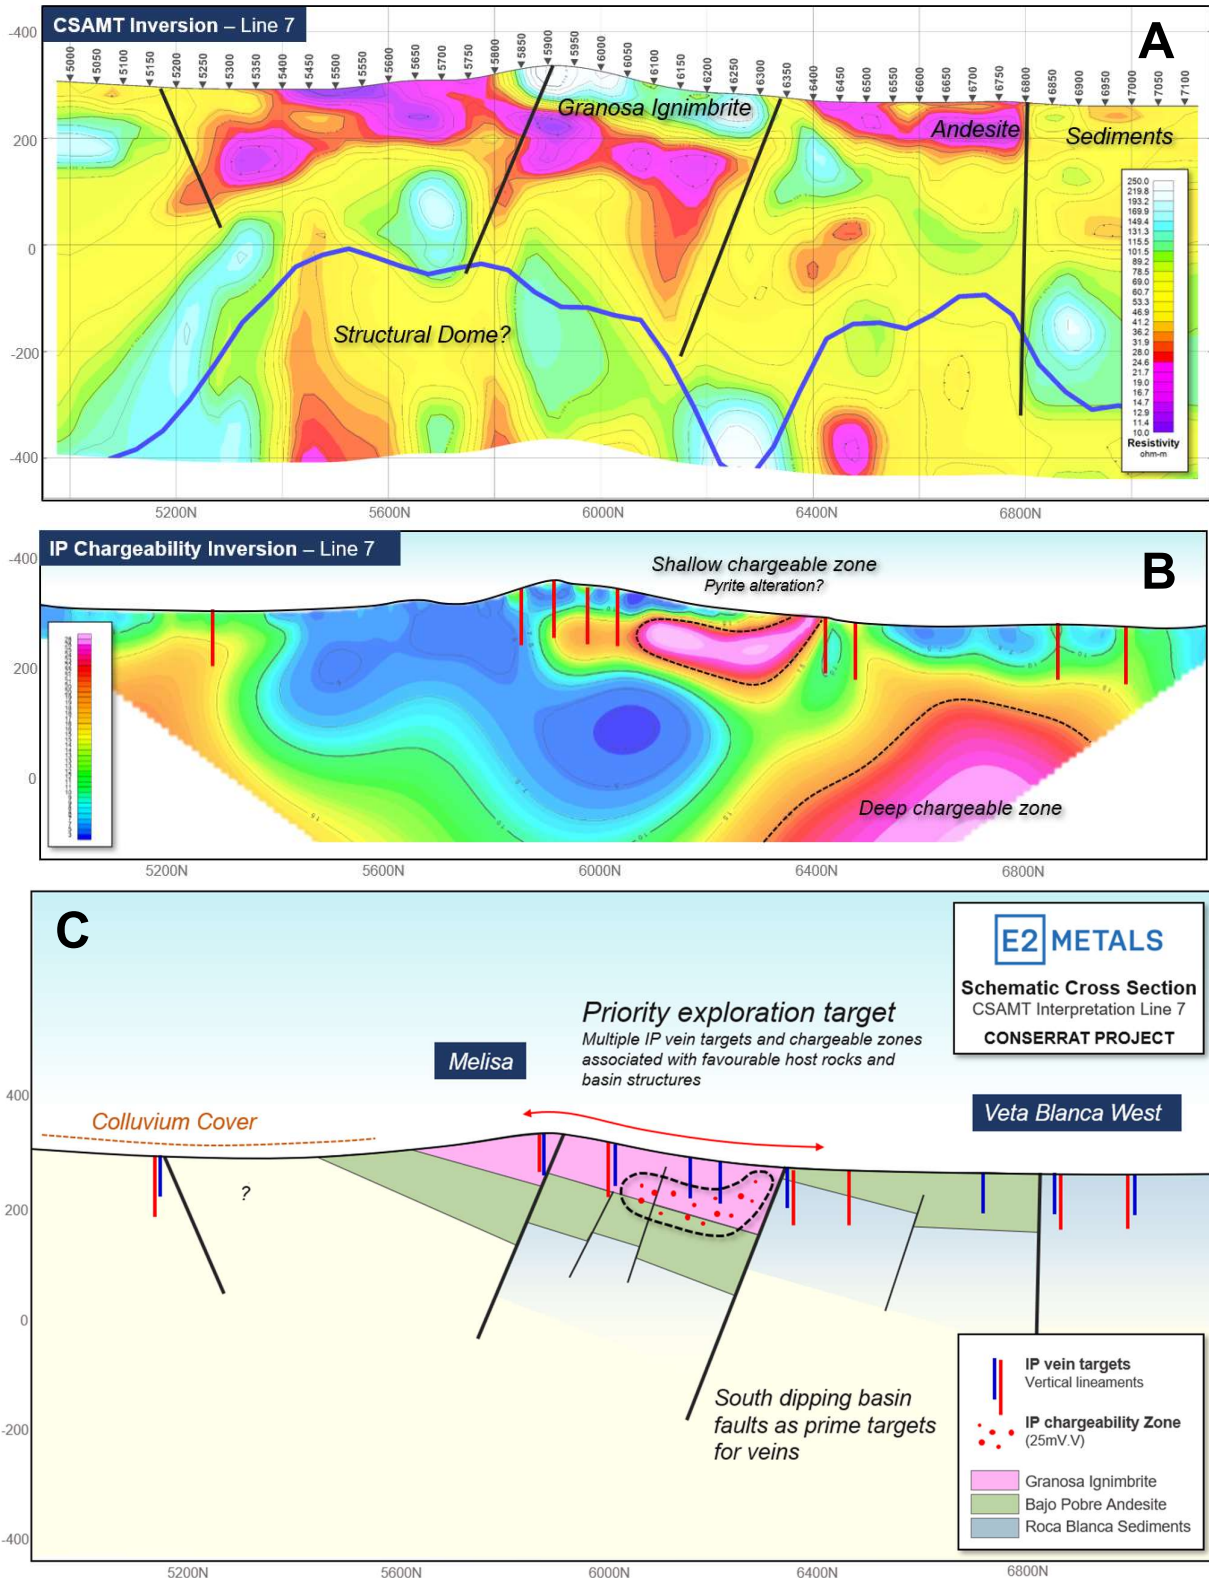 CSAMT Inversion – Line 7
A
-400
200
0
-200
-400
5000
5050
5100
5150
5200
5250
5300
5350
5400
5450
5500
5550
5650
5700
5750
5800
5850
5900
5950
6000
6050
6100
6150
6200
6250
6300
6350
6400
6450
6500
6550
6600
6650
6700
6750
6800
6850
6900
6950
7000
7050
7100
Granosa Ignimbrite
Andesite
Sediments
Structural Dome?
250.0
219.8
193.2
169.9
149.4
131.3
115.5
101.5
89.2
78.5
69.0
60.7
53.3
46.9
41.2
36.2
31.9
28.0
24.6
21.7
19.0
16.7
14.7
12.9
11.4
10.0
Resistivity
ohm-m
5200N
5600N
6000N
6400N
6800N
IP Chargeability Inversion – Line 7
B
-400
200
0
Shallow chargeable zone
Pyrite alteration?
Deep chargeable zone
5200N
5600N
6000N
6400N
6800N
C
E2 METALS
Schematic Cross Section
CSAMT Interpretation Line 7
CONSERRAT PROJECT
Priority exploration target
Multiple IP vein targets and chargeable zones
associated with favourable host rocks and
basin structures
Melisa
Veta Blanca West
Colluvium Cover
?
400
200
0
-200
-400
South dipping basin
faults as prime targets
for veins
IP vein targets
Vertical lineaments
IP chargeability Zone
(25mV.V)
Granosa Ignimbrite
Bajo Pobre Andesite
Roca Blanca Sediments
5200N
5600N
6000N
6400N
6800N